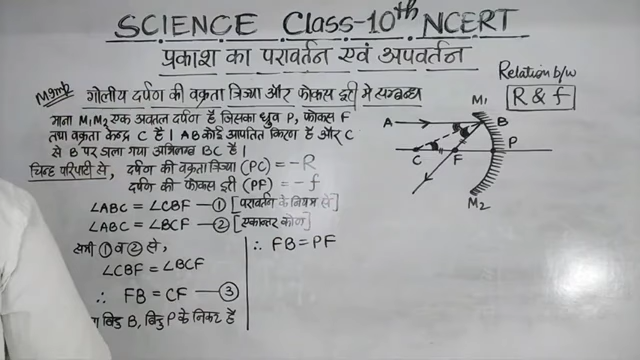 SCIENCE Class-10th NCERT
प्रकाश का परावर्तन एवं अपवर्तन
Relation b/w
R & f
गोलीय दर्पण की वक्रता त्रिज्या और फोकस दूरी में सम्बन्ध
माना M₁M₂ एक अवतल दर्पण है जिसका ध्रुव P, फोकस F
तथा वक्रता केन्द्र C है। AB कोई आपतित किरण है और C
से B पर डाला गया अभिलम्ब BC है।
चिन्ह परिपाटी से, दर्पण की वक्रता त्रिज्या (PC) = -R
दर्पण की फोकस दूरी (PF) = -f
∠ABC = ∠CBF — ① [परावर्तन के नियम से]
∠ABC = ∠BCF — ② [एकान्तर कोण]
समी ① व ② से,
∠CBF = ∠BCF
∴ FB = CF — ③
बिंदु B, बिंदु P के निकट है
∴ FB = PF
M₁
A
B
C
F
P
M₂